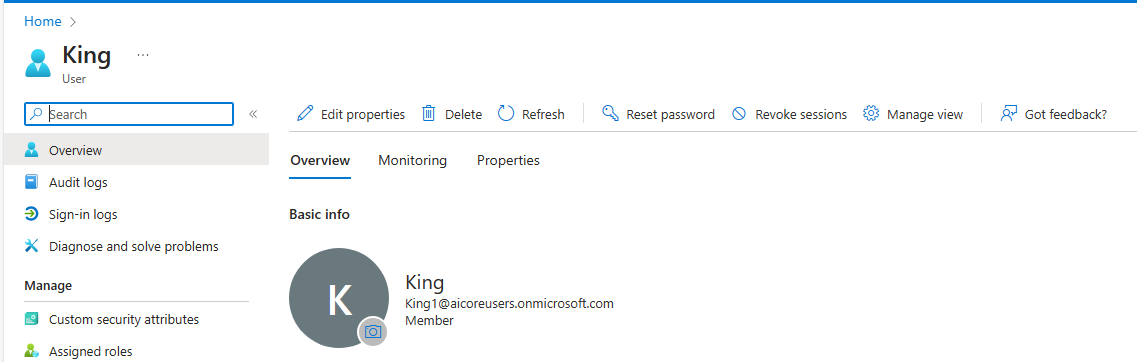 Home >
King ...
User
Search «
Edit properties Delete Refresh Reset password Revoke sessions Manage view Got feedback?
Overview
Audit logs
Sign-in logs
Diagnose and solve problems
Manage
Custom security attributes
Assigned roles
Overview Monitoring Properties
Basic info
K
King
King1@aicoreusers.onmicrosoft.com
Member